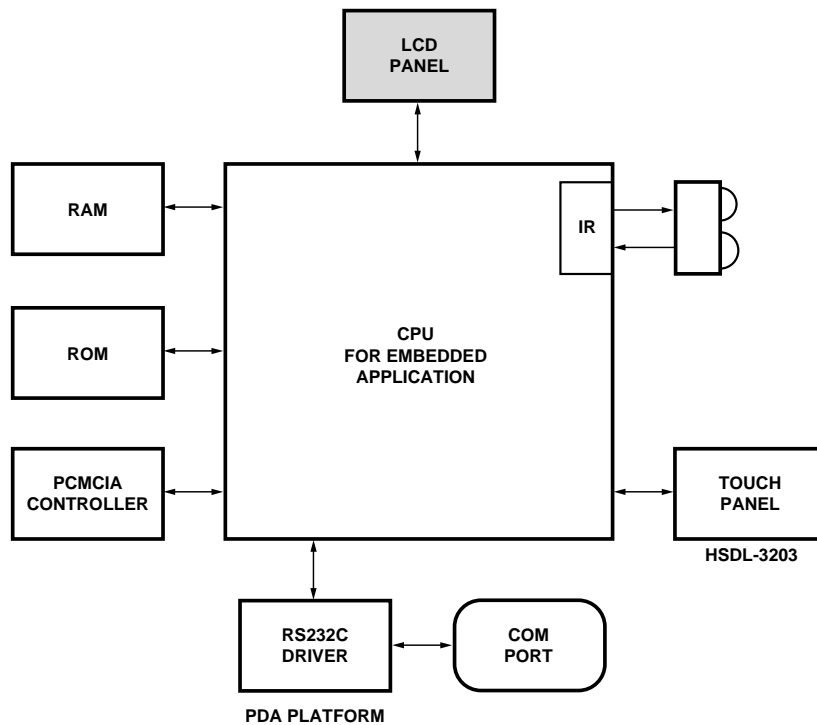 LCD
PANEL
RAM
IR
ROM
CPU
FOR EMBEDDED
APPLICATION
PCMCIA
CONTROLLER
TOUCH
PANEL
HSDL-3203
RS232C
DRIVER
COM
PORT
PDA PLATFORM